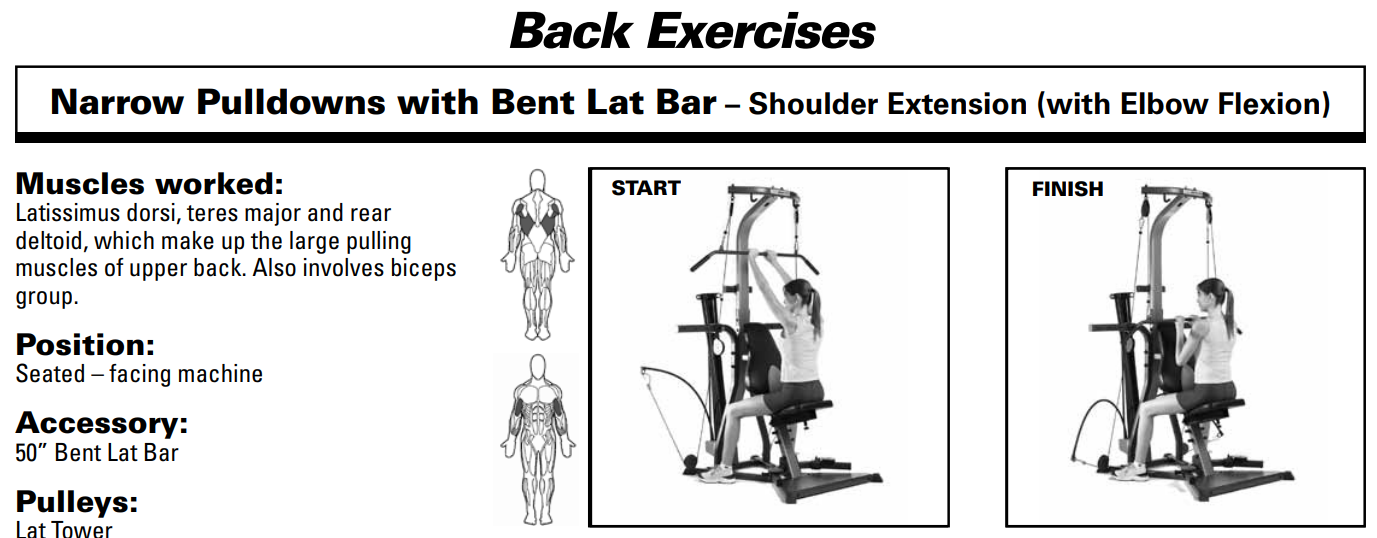 Back Exercises
Narrow Pulldowns with Bent Lat Bar – Shoulder Extension (with Elbow Flexion)
Muscles worked:
Latissimus dorsi, teres major and rear
deltoid, which make up the large pulling
muscles of upper back. Also involves biceps
group.
Position:
Seated – facing machine
Accessory:
50” Bent Lat Bar
Pulleys:
Lat Tower
START
FINISH